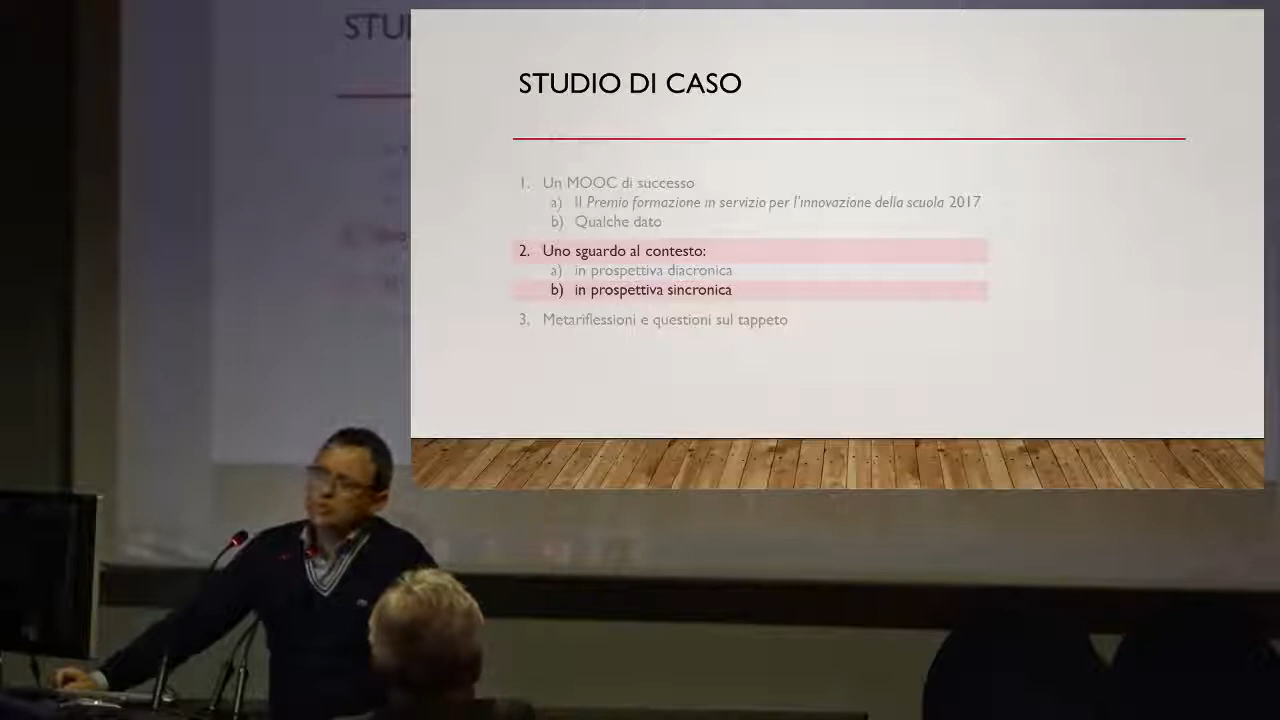 STU
STUDIO DI CASO
1. Un MOOC di successo
a) Il Premio formazione in servizio per l'innovazione della scuola 2017
b) Qualche dato
2. Uno sguardo al contesto:
a) in prospettiva diacronica
b) in prospettiva sincronica
3. Metariflessioni e questioni sul tappeto